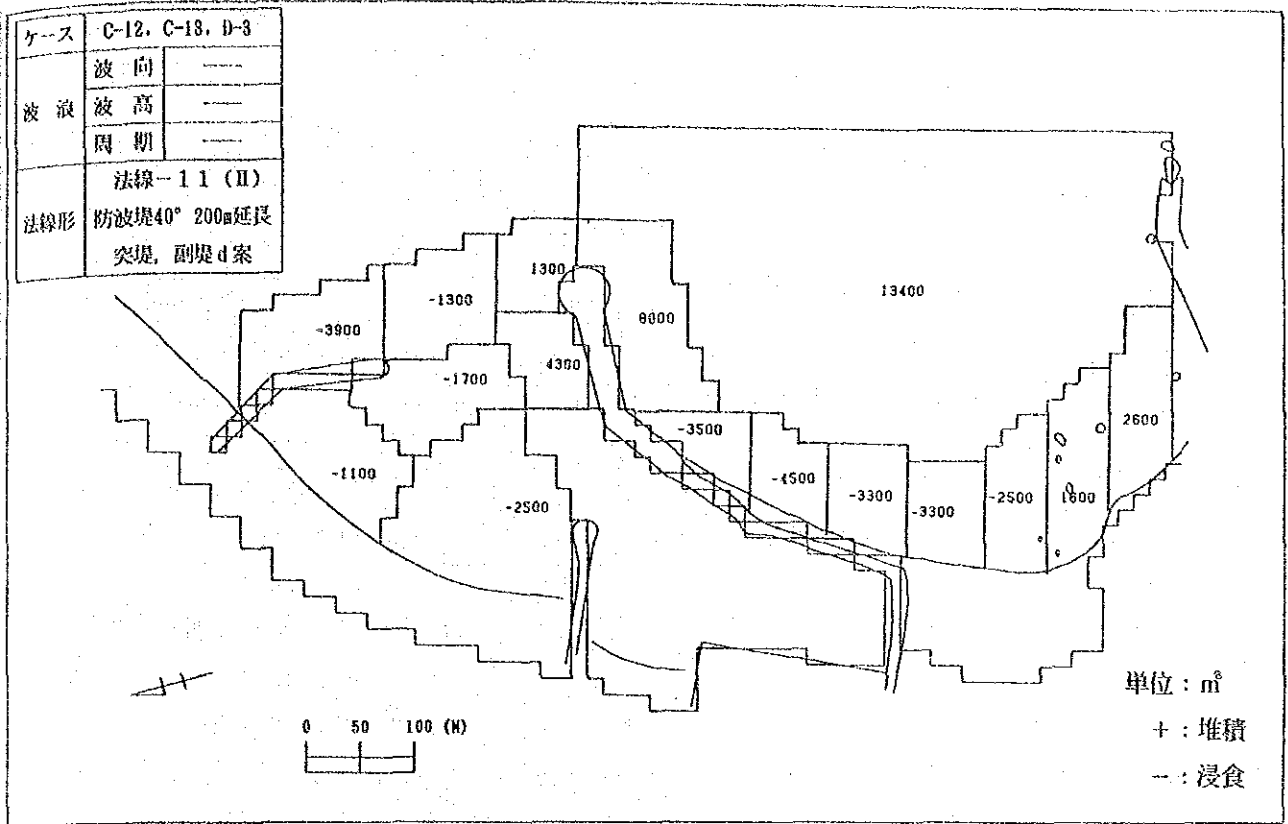 ケース C-12, C-13, D-3
波浪 波向 ――
波高 ――
周期 ――
法線形 法線－11 (II)
防波堤40° 200m延長
突堤, 副堤d案
1300
-1300
13400
-3900
8000
4300
-1700
-3500
2600
-1100
-4500
-2500
-3300
-3300
-2500
1600
単位：m³
＋：堆積
－：浸食
0 50 100 (M)